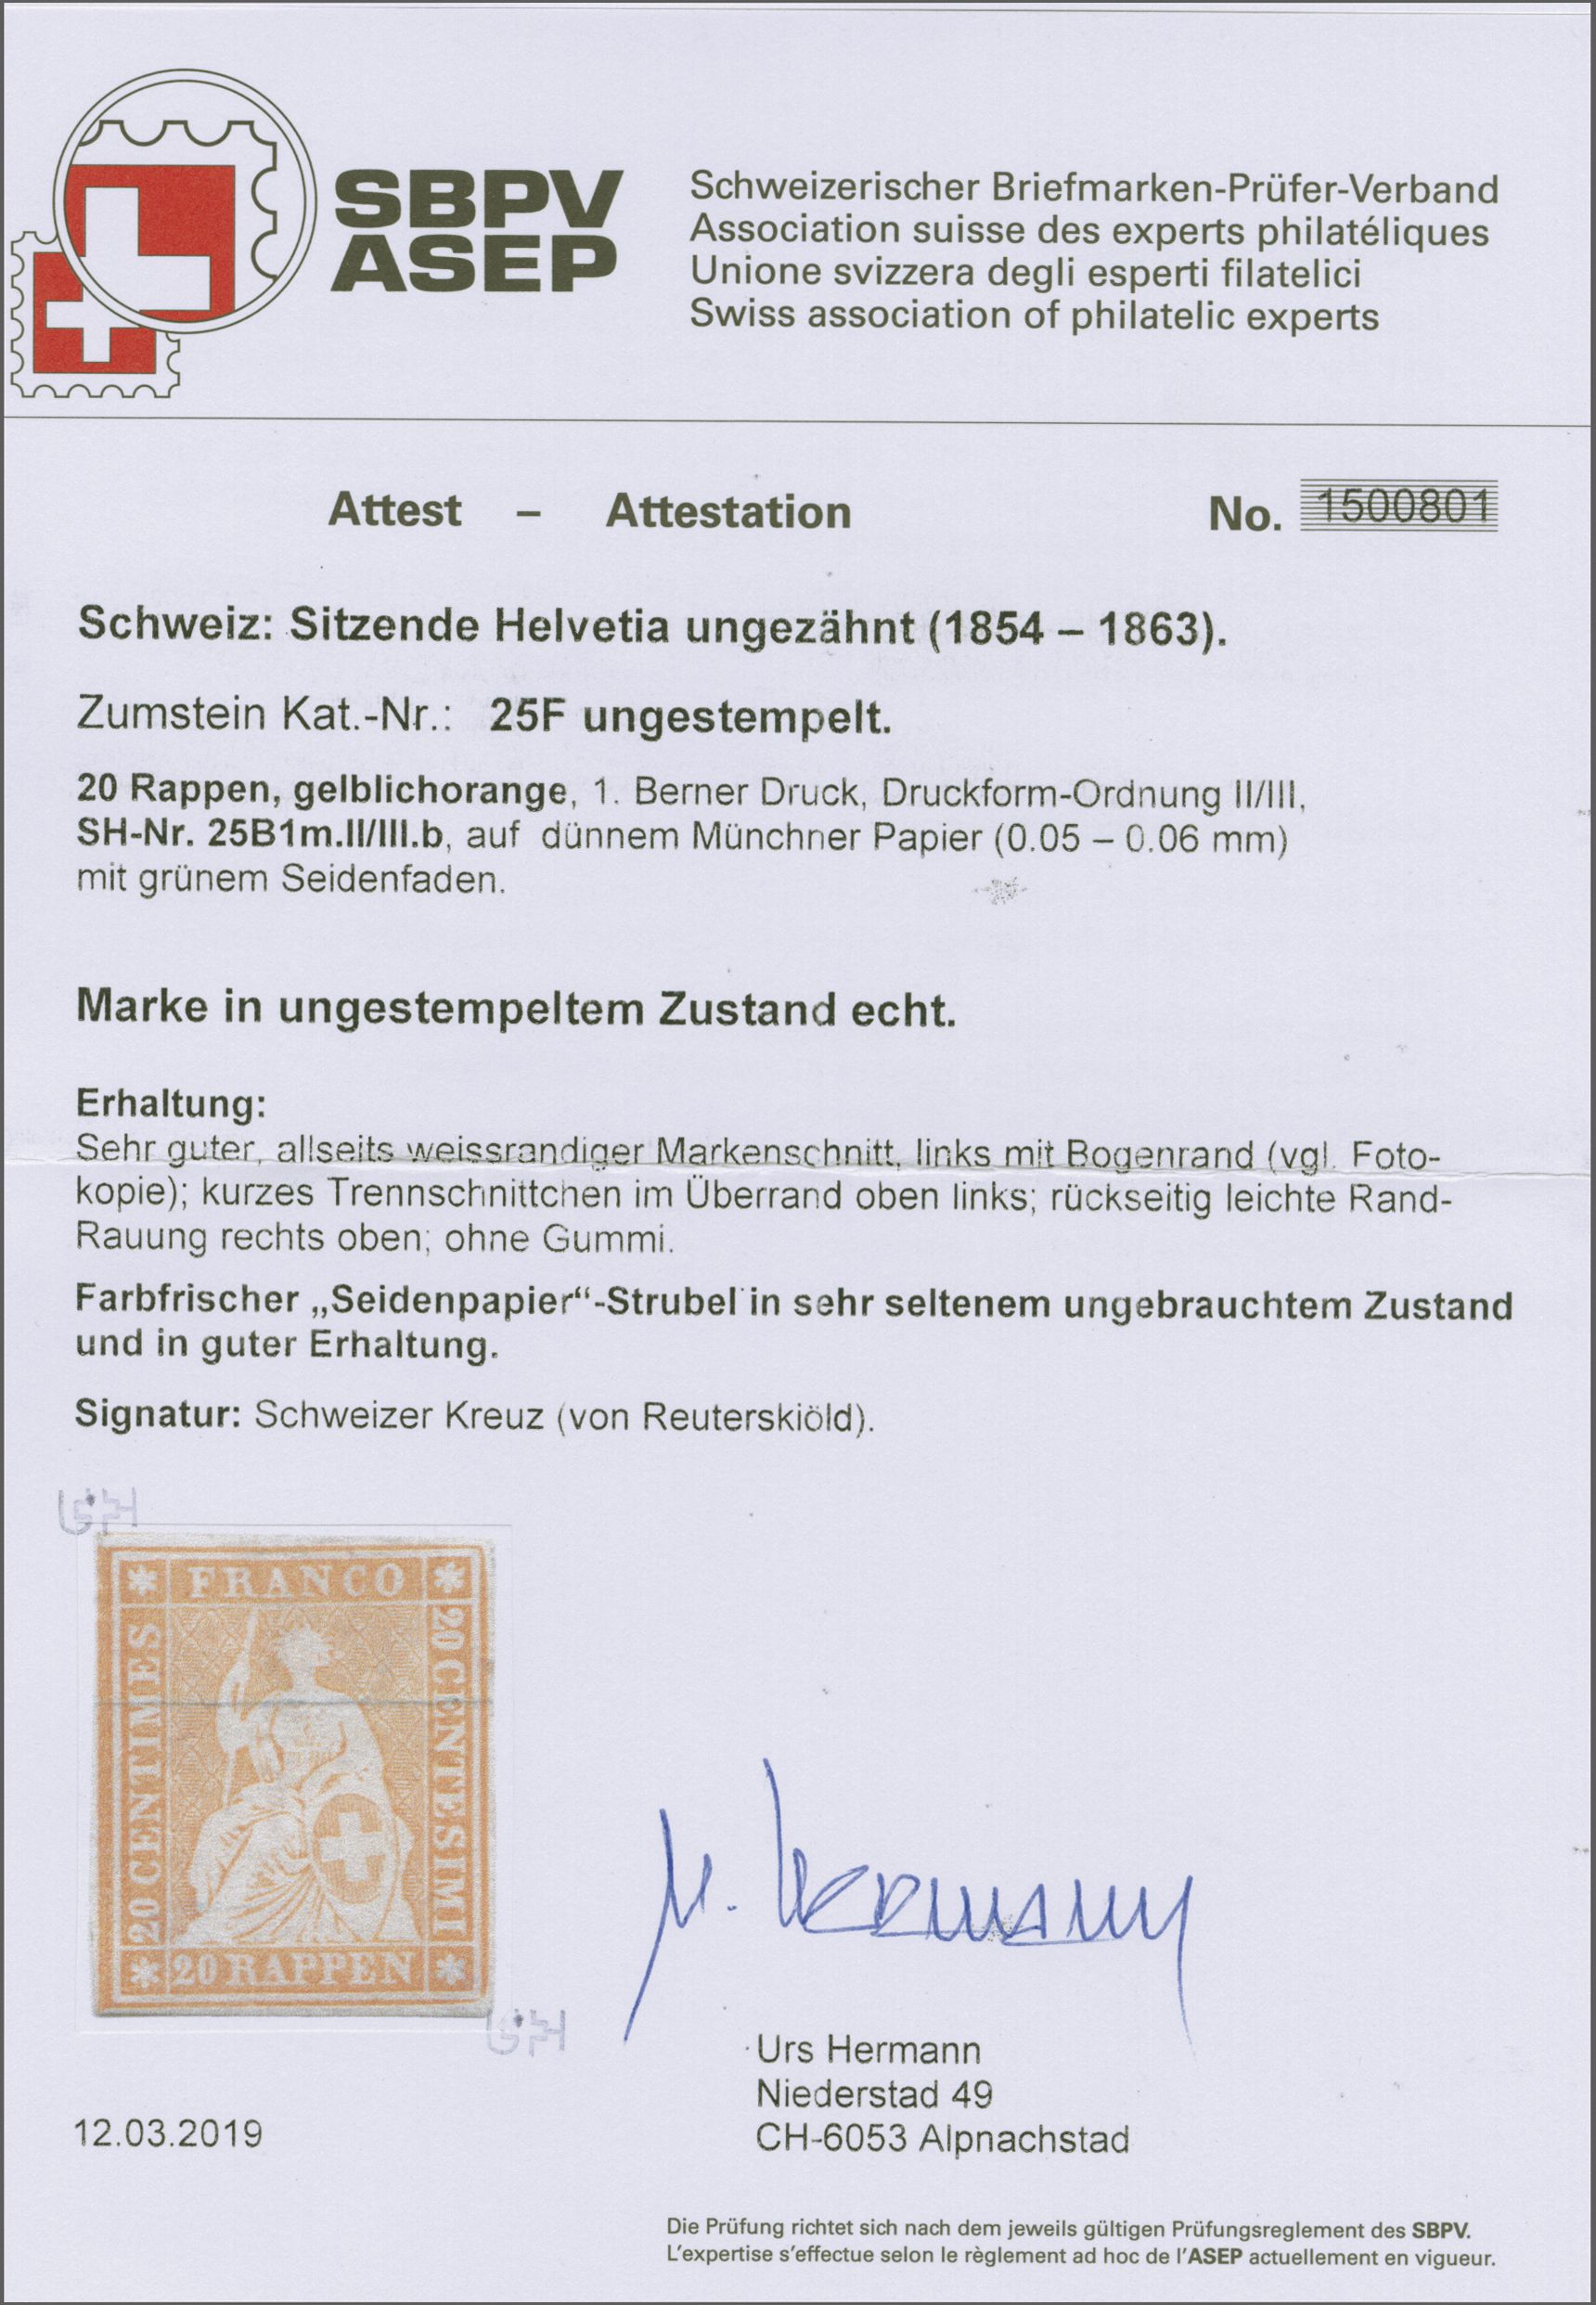 SBPV
ASEP
Schweizerischer Briefmarken-Prüfer-Verband
Association suisse des experts philatéliques
Unione svizzera degli esperti filatelici
Swiss association of philatelic experts
Attest – Attestation No. 1500801
Schweiz: Sitzende Helvetia ungezähnt (1854 – 1863).
Zumstein Kat.-Nr.: 25F ungestempelt.
20 Rappen, gelblichorange, 1. Berner Druck, Druckform-Ordnung II/III,
SH-Nr. 25B1m.II/III.b, auf dünnem Münchner Papier (0.05 – 0.06 mm)
mit grünem Seidenfaden.
Marke in ungestempeltem Zustand echt.
Erhaltung:
Sehr guter, allseits weissrandiger Markenschnitt, links mit Bogenrand (vgl. Foto-
kopie); kurzes Trennschnittchen im Überrand oben links; rückseitig leichte Rand-
Rauung rechts oben; ohne Gummi.
Farbfrischer „Seidenpapier“-Strubel in sehr seltenem ungebrauchtem Zustand
und in guter Erhaltung.
Signatur: Schweizer Kreuz (von Reuterskiöld).
FRANCO
20 CENTIMES
20 CENTESIMI
20 RAPPEN
U. Hermann
Urs Hermann
Niederstad 49
CH-6053 Alpnachstad
12.03.2019
Die Prüfung richtet sich nach dem jeweils gültigen Prüfungsreglement des SBPV.
L'expertise s'effectue selon le règlement ad hoc de l'ASEP actuellement en vigueur.